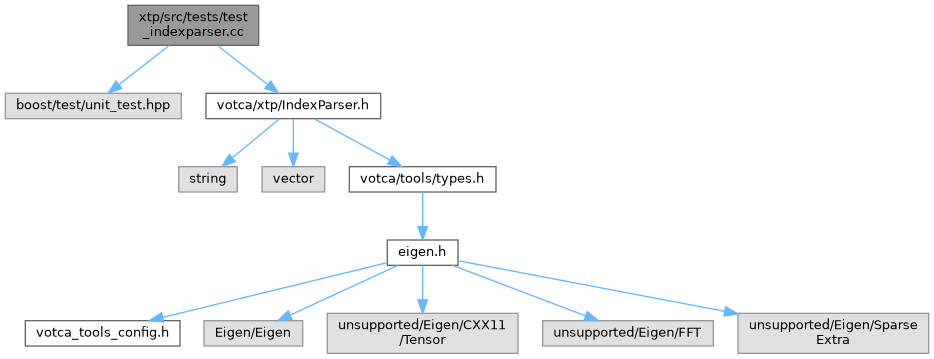 xtp/src/tests/test
_indexparser.cc
boost/test/unit_test.hpp
votca/xtp/IndexParser.h
string
vector
votca/tools/types.h
eigen.h
votca_tools_config.h
Eigen/Eigen
unsupported/Eigen/CXX11
/Tensor
unsupported/Eigen/FFT
unsupported/Eigen/Sparse
Extra